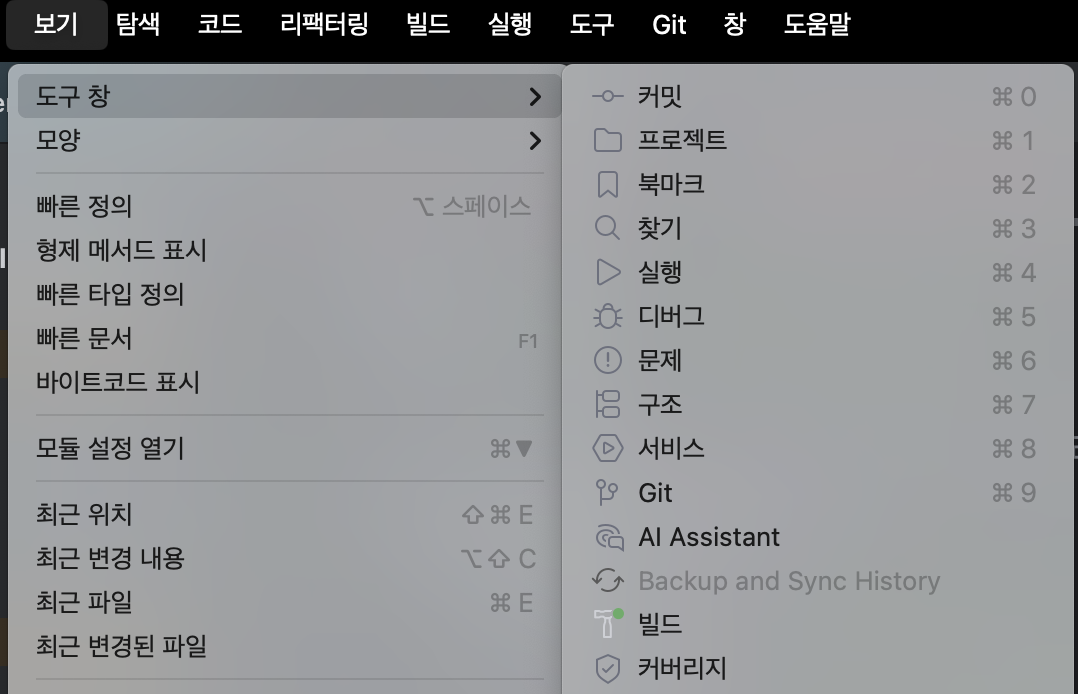 보기 탐색 코드 리팩터링 빌드 실행 도구 Git 창 도움말
도구 창
모양
빠른 정의 ⌥ 스페이스
형제 메서드 표시
빠른 타입 정의
빠른 문서 F1
바이트코드 표시
모듈 설정 열기 ⌘▼
최근 위치 ⇧⌘ E
최근 변경 내용 ⌥⇧ C
최근 파일 ⌘ E
최근 변경된 파일
커밋 ⌘ 0
프로젝트 ⌘ 1
북마크 ⌘ 2
찾기 ⌘ 3
실행 ⌘ 4
디버그 ⌘ 5
문제 ⌘ 6
구조 ⌘ 7
서비스 ⌘ 8
Git ⌘ 9
AI Assistant
Backup and Sync History
빌드
커버리지